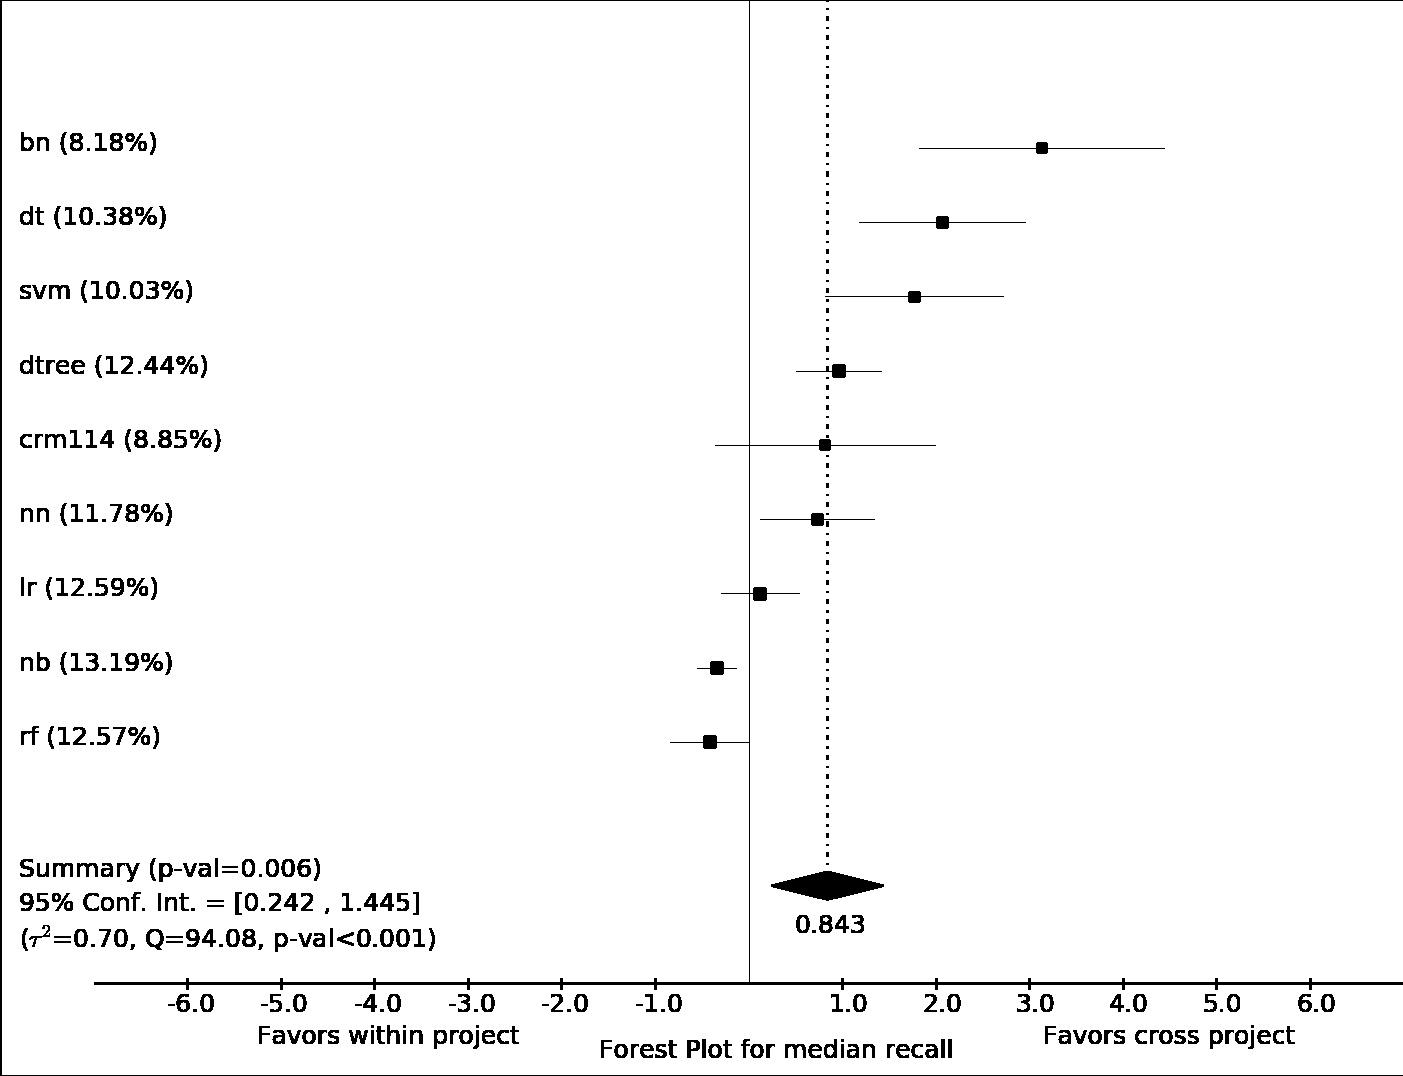 bn (8.18%)
dt (10.38%)
svm (10.03%)
dtree (12.44%)
crm114 (8.85%)
nn (11.78%)
lr (12.59%)
nb (13.19%)
rf (12.57%)
Summary (p-val=0.006)
95% Conf. Int. = [0.242 , 1.445]
(τ²=0.70, Q=94.08, p-val<0.001)
0.843
-6.0 -5.0 -4.0 -3.0 -2.0 -1.0 1.0 2.0 3.0 4.0 5.0 6.0
Favors within project Favors cross project
Forest Plot for median recall